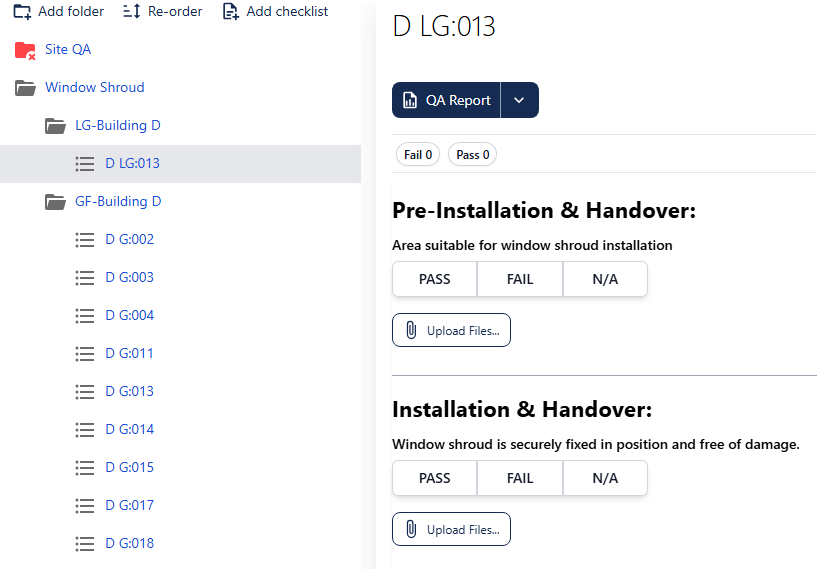 Add folder Re-order Add checklist
Site QA
Window Shroud
LG-Building D
D LG:013
GF-Building D
D G:002
D G:003
D G:004
D G:011
D G:013
D G:014
D G:015
D G:017
D G:018
D LG:013
QA Report
Fail 0 Pass 0
Pre-Installation & Handover:
Area suitable for window shroud installation
PASS FAIL N/A
Upload Files...
Installation & Handover:
Window shroud is securely fixed in position and free of damage.
PASS FAIL N/A
Upload Files...